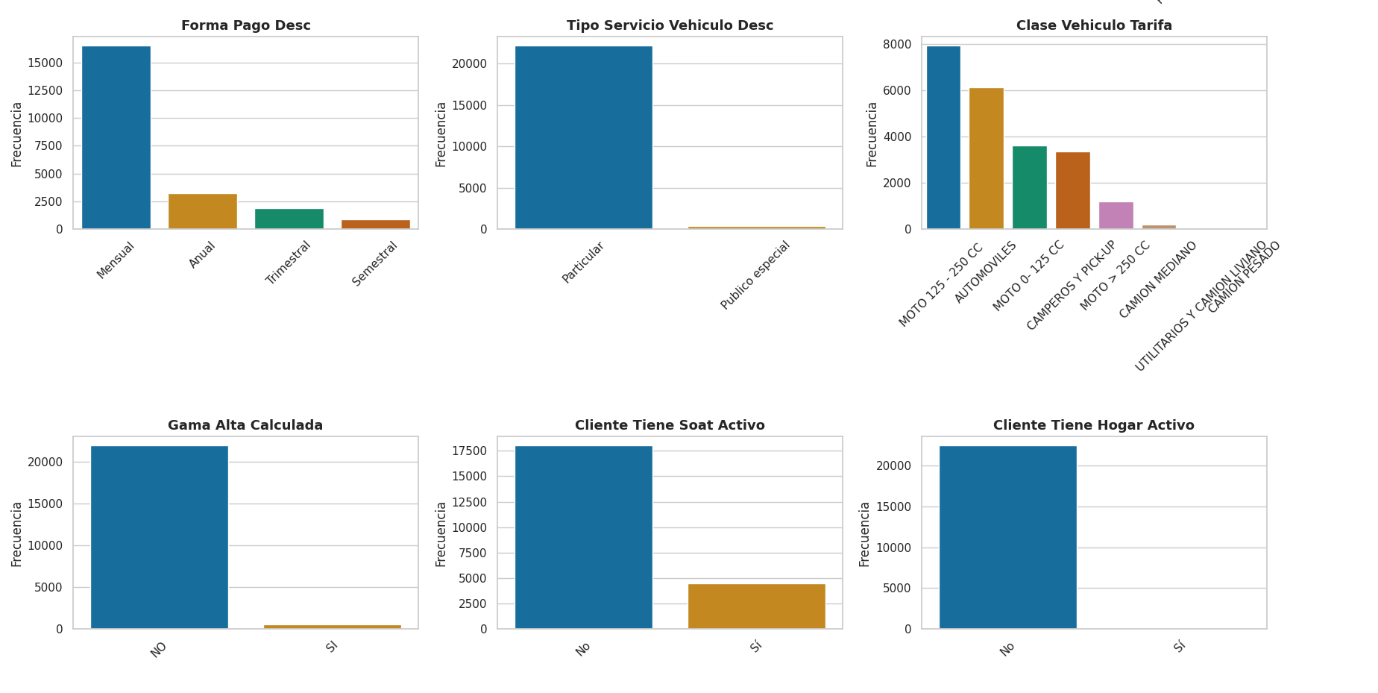 Forma Pago Desc
Frecuencia
15000
12500
10000
7500
5000
2500
0
Mensual
Anual
Trimestral
Semestral
Tipo Servicio Vehiculo Desc
Frecuencia
20000
15000
10000
5000
0
Particular
Publico especial
Clase Vehiculo Tarifa
Frecuencia
8000
6000
4000
2000
0
MOTO 125 - 250 CC
AUTOMOVILES
MOTO 0- 125 CC
CAMPEROS Y PICK-UP
MOTO > 250 CC
CAMION MEDIANO
UTILITARIOS Y CAMION LIVIANO
CAMION PESADO
Gama Alta Calculada
Frecuencia
20000
15000
10000
5000
0
NO
SI
Cliente Tiene Soat Activo
Frecuencia
17500
15000
12500
10000
7500
5000
2500
0
No
Sí
Cliente Tiene Hogar Activo
Frecuencia
20000
15000
10000
5000
0
No
Sí